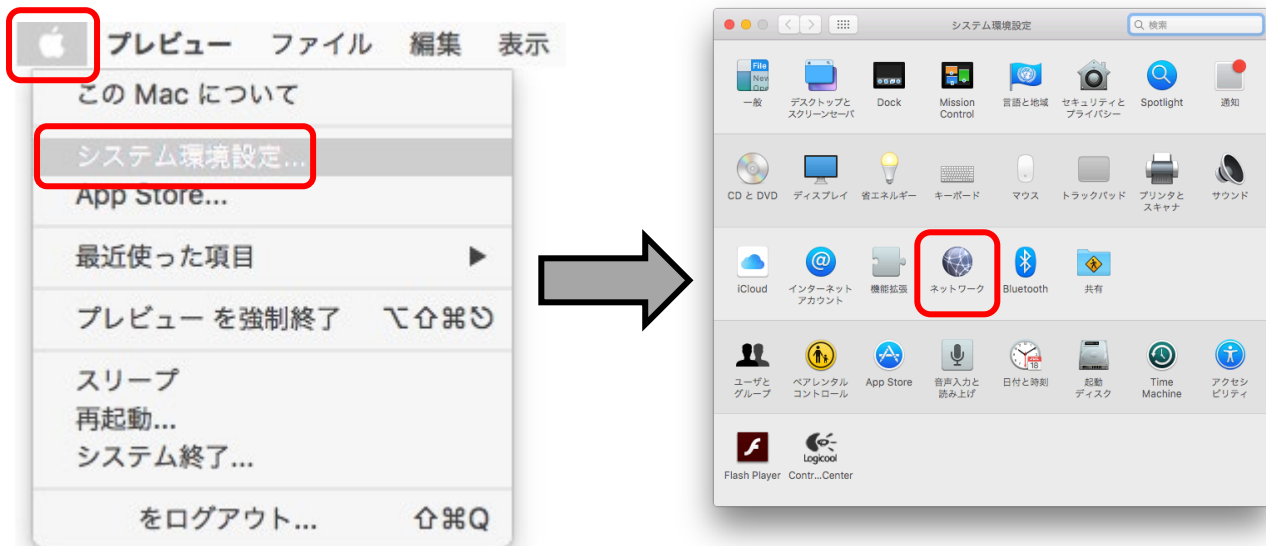 プレビュー ファイル 編集 表示
この Mac について
システム環境設定...
App Store...
最近使った項目 ▶
プレビュー を強制終了 ⌥⇧⌘⎋
スリープ
再起動...
システム終了...
をログアウト... ⇧⌘Q
システム環境設定
検索
File
New
Ope
一般
デスクトップと
スクリーンセーバ
Dock
Mission
Control
言語と地域
セキュリティと
プライバシー
Spotlight
通知
CD と DVD
ディスプレイ
省エネルギー
キーボード
マウス
トラックパッド
プリンタと
スキャナ
サウンド
iCloud
インターネット
アカウント
機能拡張
ネットワーク
Bluetooth
共有
ユーザと
グループ
ペアレンタル
コントロール
App Store
音声入力と
読み上げ
18
日付と時刻
起動
ディスク
Time
Machine
アクセシ
ビリティ
Flash Player
Logicool
Contr...Center